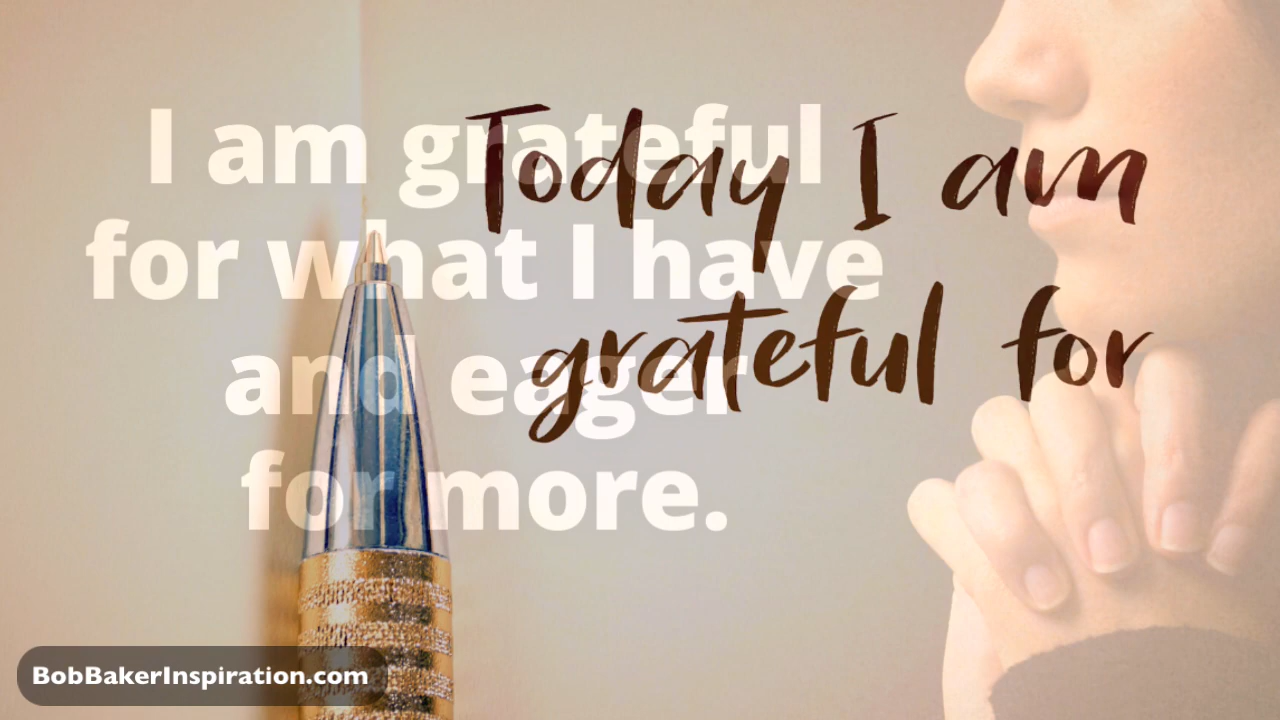 I am grateful
for what I have
and eager
for more.
Today I am
grateful for
BobBakerInspiration.com